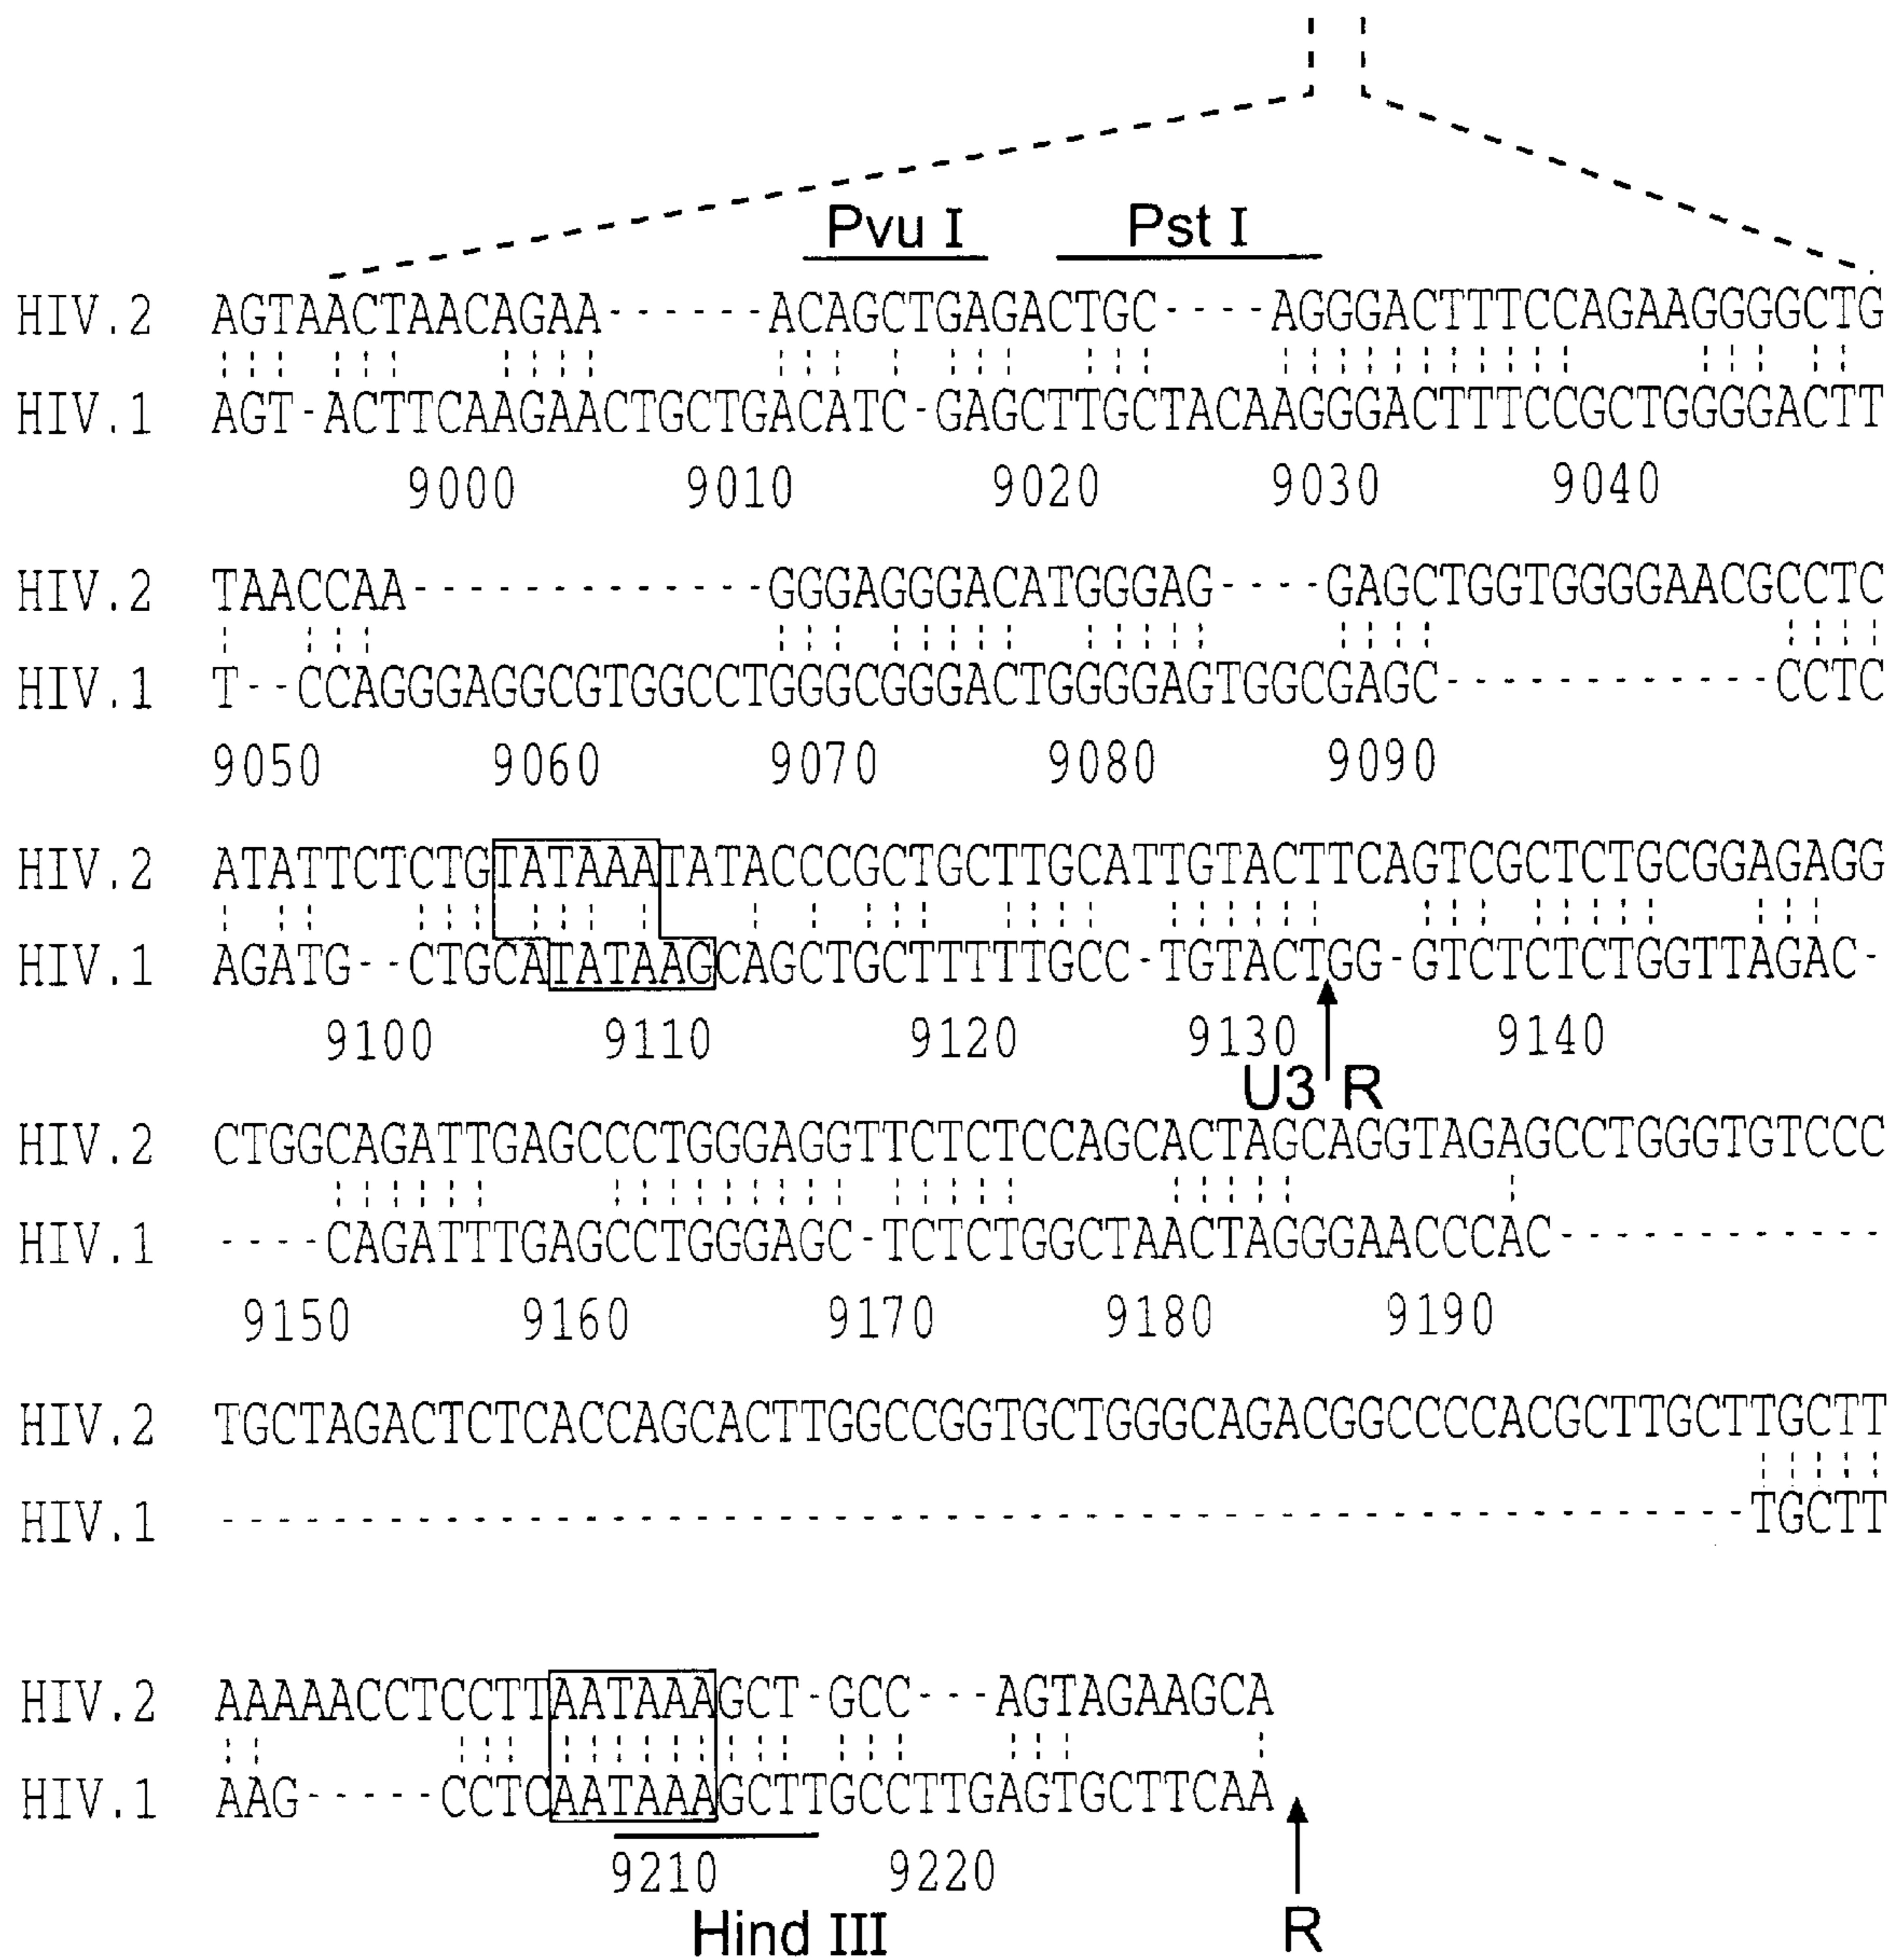 Pvu I Pst I
HIV.2 AGTAACTAACAGAA------ACAGCTGAGACTGC----AGGGACTTTCCAGAAGGGGCTG
HIV.1 AGT-ACTTCAAGAACTGCTGACATC-GAGCTTGCTACAAGGGACTTTCCGCTGGGGACTT
9000 9010 9020 9030 9040
HIV.2 TAACCAA-------------GGGAGGGACATGGGAG----GAGCTGGTGGGGAACGCCTC
HIV.1 T--CCAGGGAGGCGTGGCCTGGGCGGGACTGGGGAGTGGCGAGC------------CCTC
9050 9060 9070 9080 9090
HIV.2 ATATTCTCTGTATAAATATACCCGCTGCTTGCATTGTACTTCAGTCGCTCTGCGGAGAGG
HIV.1 AGATG--CTGCATATAAGCAGCTGCTTTTTGCC-TGTACTGG-GTCTCTCTGGTTAGAC-
9100 9110 9120 9130 9140
U3 R
HIV.2 CTGGCAGATTGAGCCCTGGGAGGTTCTCTCCAGCACTAGCAGGTAGAGCCTGGGTGTCCC
HIV.1 ----CAGATTTGAGCCTGGGAGC-TCTCTGGCTAACTAGGGAACCCAC------------
9150 9160 9170 9180 9190
HIV.2 TGCTAGACTCTCACCAGCACTTGGCCGGTGCTGGGCAGACGGCCCCACGCTTGCTTGCTT
HIV.1 -------------------------------------------------------TGCTT
HIV.2 AAAAACCTCCTTAATAAAGCT-GCC---AGTAGAAGCA
HIV.1 AAG-----CCTCAATAAAGCTTGCCTTGAGTGCTTCAA
9210 9220
Hind III R